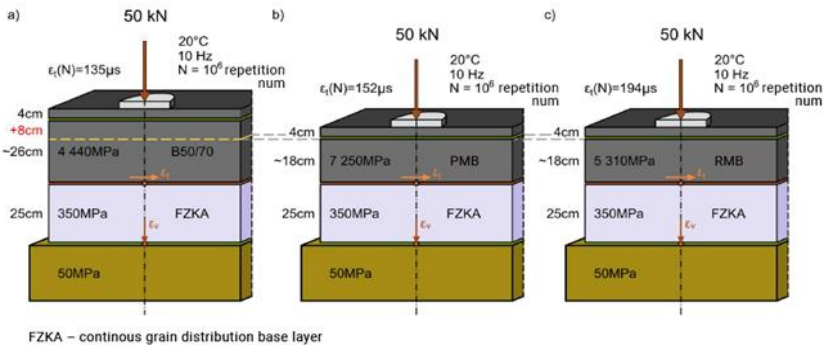 a)
50 kN
20°C
10 Hz
N = 10⁶ repetition
num
εₜ(N)=135µs
4cm
+8cm
~26cm
4 440MPa
B50/70
εₜ
25cm
350MPa
FZKA
εᵥ
50MPa
b)
50 kN
20°C
10 Hz
N = 10⁶ repetition
num
εₜ(N)=152µs
4cm
~18cm
7 250MPa
PMB
εₜ
25cm
350MPa
FZKA
εᵥ
50MPa
c)
50 kN
20°C
10 Hz
N = 10⁶ repetition
num
εₜ(N)=194µs
4cm
~18cm
5 310MPa
RMB
εₜ
25cm
350MPa
FZKA
εᵥ
50MPa
FZKA – continous grain distribution base layer